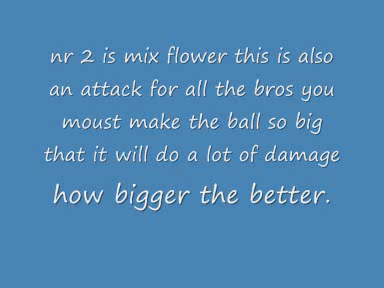 nr 2 is mix flower this is also
an attack for all the bros you
moust make the ball so big
that it will do a lot of damage
how bigger the better.